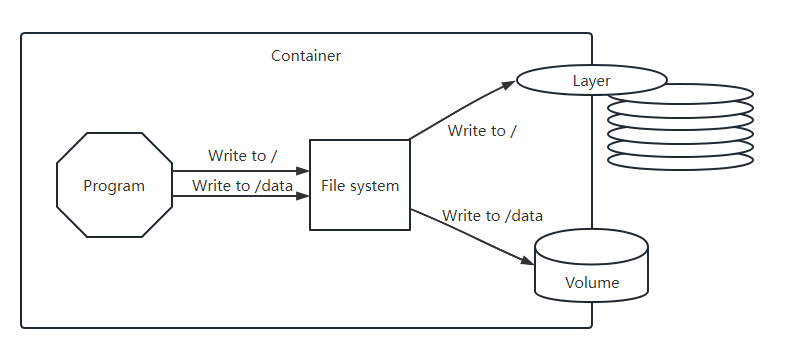 Container
Layer
Write to /
Write to /
Program
Write to /data
File system
Write to /data
Volume